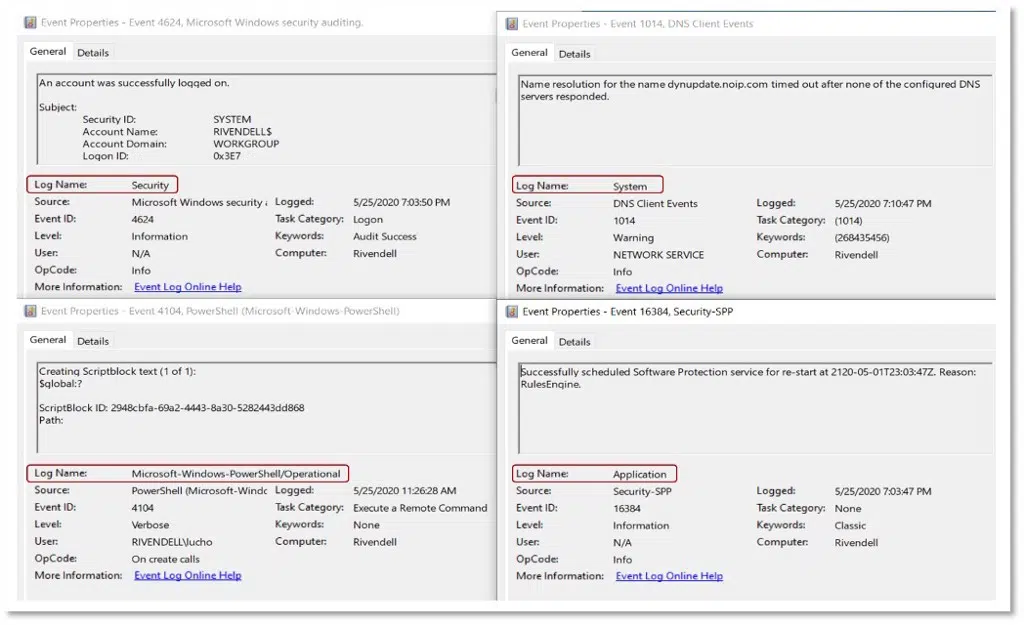 Event Properties - Event 4624, Microsoft Windows security auditing.
General Details
An account was successfully logged on.
Subject:
Security ID: SYSTEM
Account Name: RIVENDELL$
Account Domain: WORKGROUP
Logon ID: 0x3E7
Log Name: Security
Source: Microsoft Windows security a Logged: 5/25/2020 7:03:50 PM
Event ID: 4624 Task Category: Logon
Level: Information Keywords: Audit Success
User: N/A Computer: Rivendell
OpCode: Info
More Information: Event Log Online Help
Event Properties - Event 1014, DNS Client Events
General Details
Name resolution for the name dynupdate.noip.com timed out after none of the configured DNS
servers responded.
Log Name: System
Source: DNS Client Events Logged: 5/25/2020 7:10:47 PM
Event ID: 1014 Task Category: (1014)
Level: Warning Keywords: (268435456)
User: NETWORK SERVICE Computer: Rivendell
OpCode: Info
More Information: Event Log Online Help
Event Properties - Event 4104, PowerShell (Microsoft-Windows-PowerShell)
General Details
Creating Scriptblock text (1 of 1):
$global:?
ScriptBlock ID: 2948cbfa-69a2-4443-8a30-5282443dd868
Path:
Log Name: Microsoft-Windows-PowerShell/Operational
Source: PowerShell (Microsoft-Windc Logged: 5/25/2020 11:26:28 AM
Event ID: 4104 Task Category: Execute a Remote Command
Level: Verbose Keywords: None
User: RIVENDELL\lucho Computer: Rivendell
OpCode: On create calls
More Information: Event Log Online Help
Event Properties - Event 16384, Security-SPP
General Details
Successfully scheduled Software Protection service for re-start at 2120-05-01T23:03:47Z. Reason:
RulesEngine.
Log Name: Application
Source: Security-SPP Logged: 5/25/2020 7:03:47 PM
Event ID: 16384 Task Category: None
Level: Information Keywords: Classic
User: N/A Computer: Rivendell
OpCode: Info
More Information: Event Log Online Help